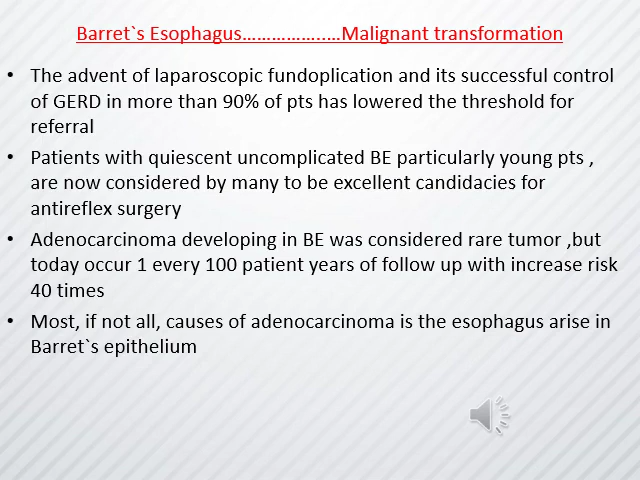 Barret`s Esophagus……………..…Malignant transformation
• The advent of laparoscopic fundoplication and its successful control
of GERD in more than 90% of pts has lowered the threshold for
referral
• Patients with quiescent uncomplicated BE particularly young pts ,
are now considered by many to be excellent candidacies for
antireflex surgery
• Adenocarcinoma developing in BE was considered rare tumor ,but
today occur 1 every 100 patient years of follow up with increase risk
40 times
• Most, if not all, causes of adenocarcinoma is the esophagus arise in
Barret`s epithelium